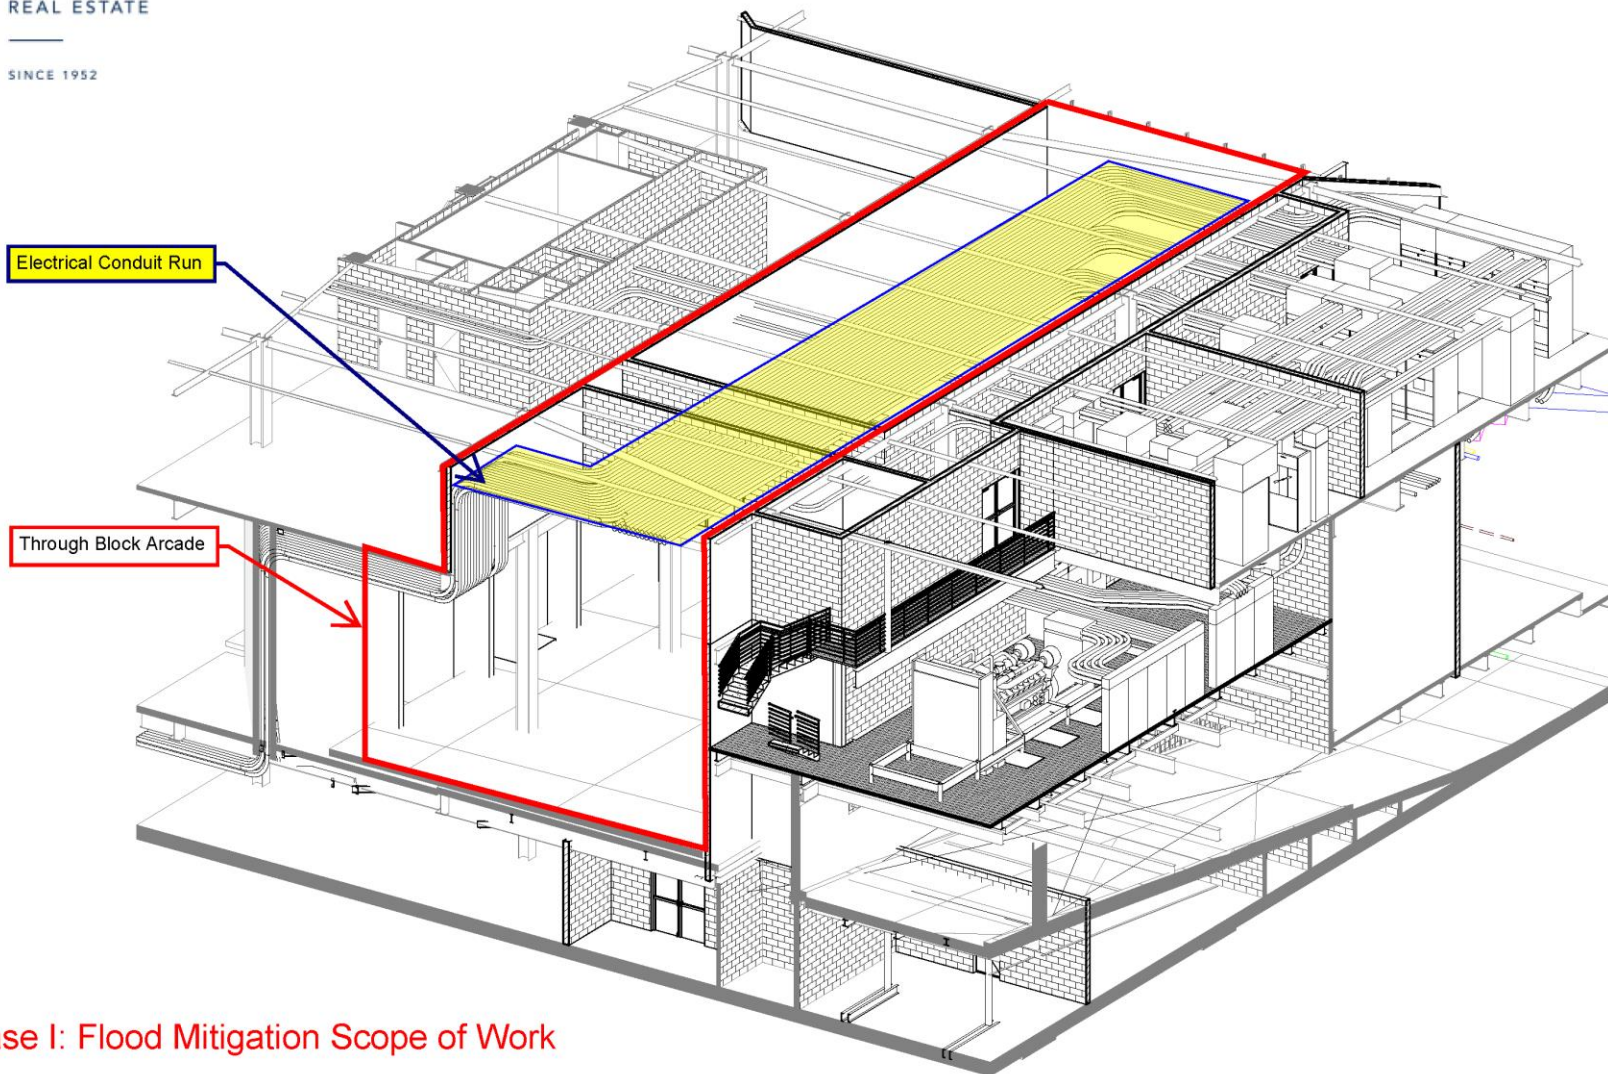 REAL ESTATE
SINCE 1952
Electrical Conduit Run
Through Block Arcade
se I: Flood Mitigation Scope of Work